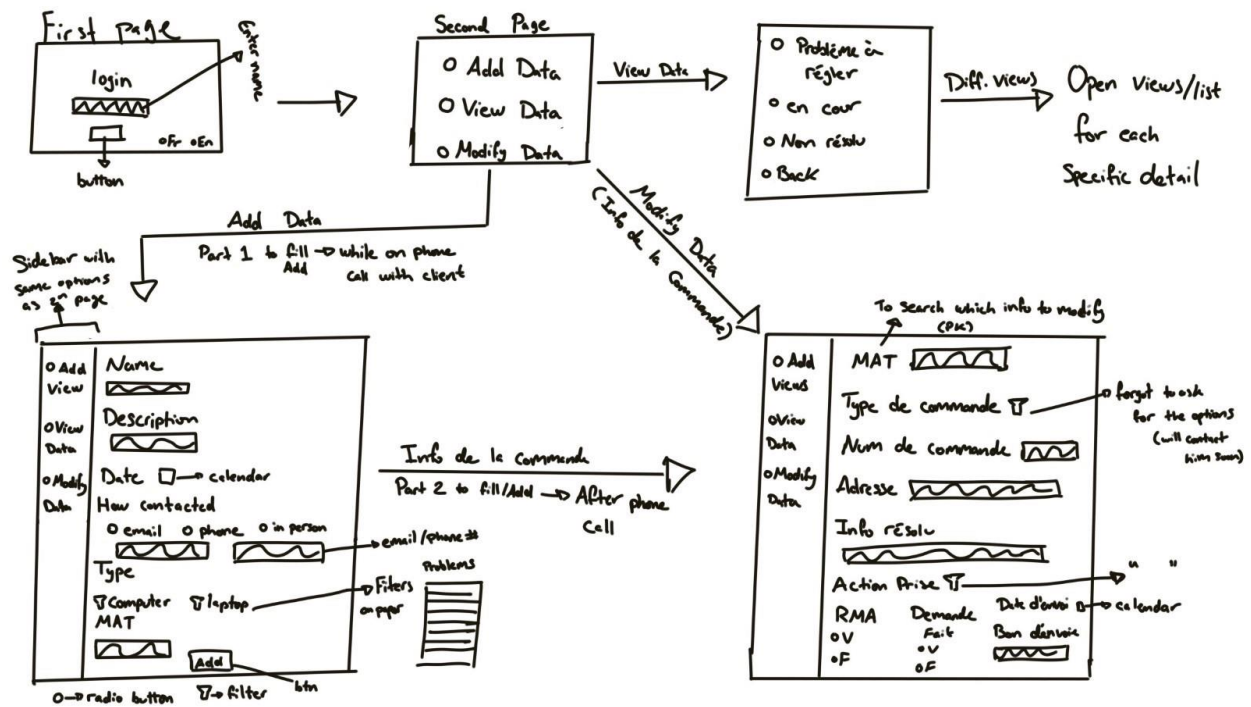 First page
login
Enter name
Fr
En
button
Second Page
Add Data
View Data
Modify Data
View Data
Problème à
régler
en cour
Non résolu
Back
Diff. views
Open views/list
for each
Specific detail
Add Data
Part 1 to fill → while on phone
Add
call with client
Modify Data
(Info de la Commande)
Sidebar with
same options
as 2nd page
Add
View
View
Data
Modify
Data
Name
Description
Date
calendar
How contacted
email
phone
in person
email/phone#
Type
Computer
laptop
Filters
on paper
Problems
MAT
Add
btn
O → radio button
→ filter
Info de la commande
Part 2 to fill/Add → After phone
call
To search which info to modify
(PK)
Add
Views
View
Data
Modify
Data
MAT
Type de commande
forgot to ask
for the options
(will contact
him soon)
Num de commande
Adresse
Info résolu
Action Prise
" "
RMA
V
F
Demande
Fait
V
F
Date d'envoi
calendar
Bon d'envoie